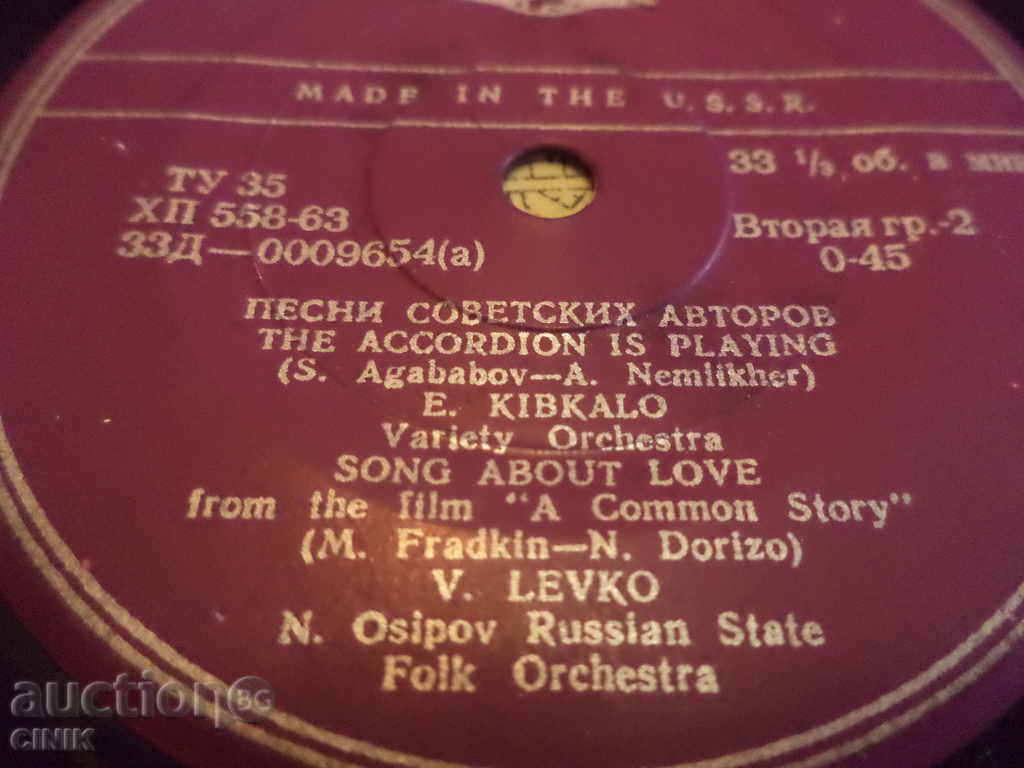 MADE IN THE U.S.S.R.
ТУ 35
ХП 558-63
33Д—0009654(а)
33 1/3 об. в мин
Вторая гр.-2
0-45
ПЕСНИ СОВЕТСКИХ АВТОРОВ
THE ACCORDION IS PLAYING
(S. Agababov—A. Nemlikher)
E. KIBKALO
Variety Orchestra
SONG ABOUT LOVE
from the film "A Common Story"
(M. Fradkin—N. Dorizo)
V. LEVKO
N. Osipov Russian State
Folk Orchestra
auction BG
CINIK